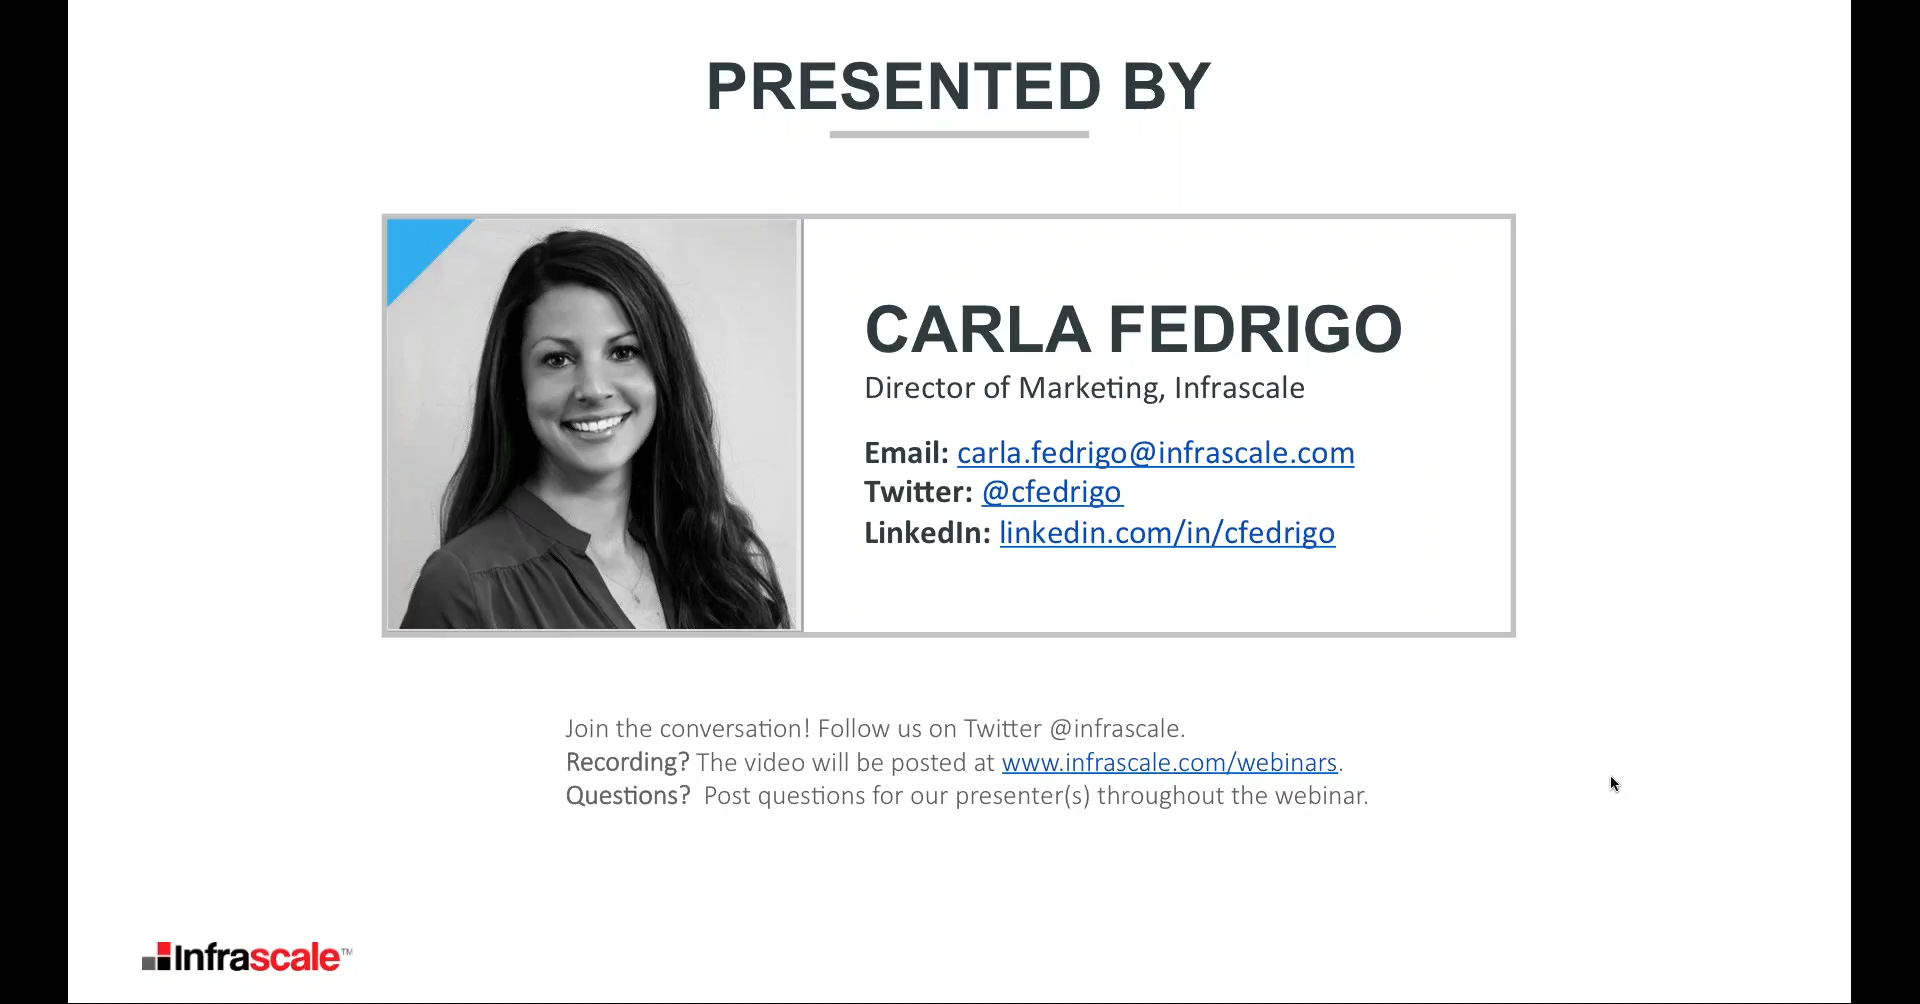 PRESENTED BY
CARLA FEDRIGO
Director of Marketing, Infrascale
Email: carla.fedrigo@infrascale.com
Twitter: @cfedrigo
LinkedIn: linkedin.com/in/cfedrigo
Join the conversation! Follow us on Twitter @infrascale.
Recording? The video will be posted at www.infrascale.com/webinars.
Questions?  Post questions for our presenter(s) throughout the webinar.
Infrascale™